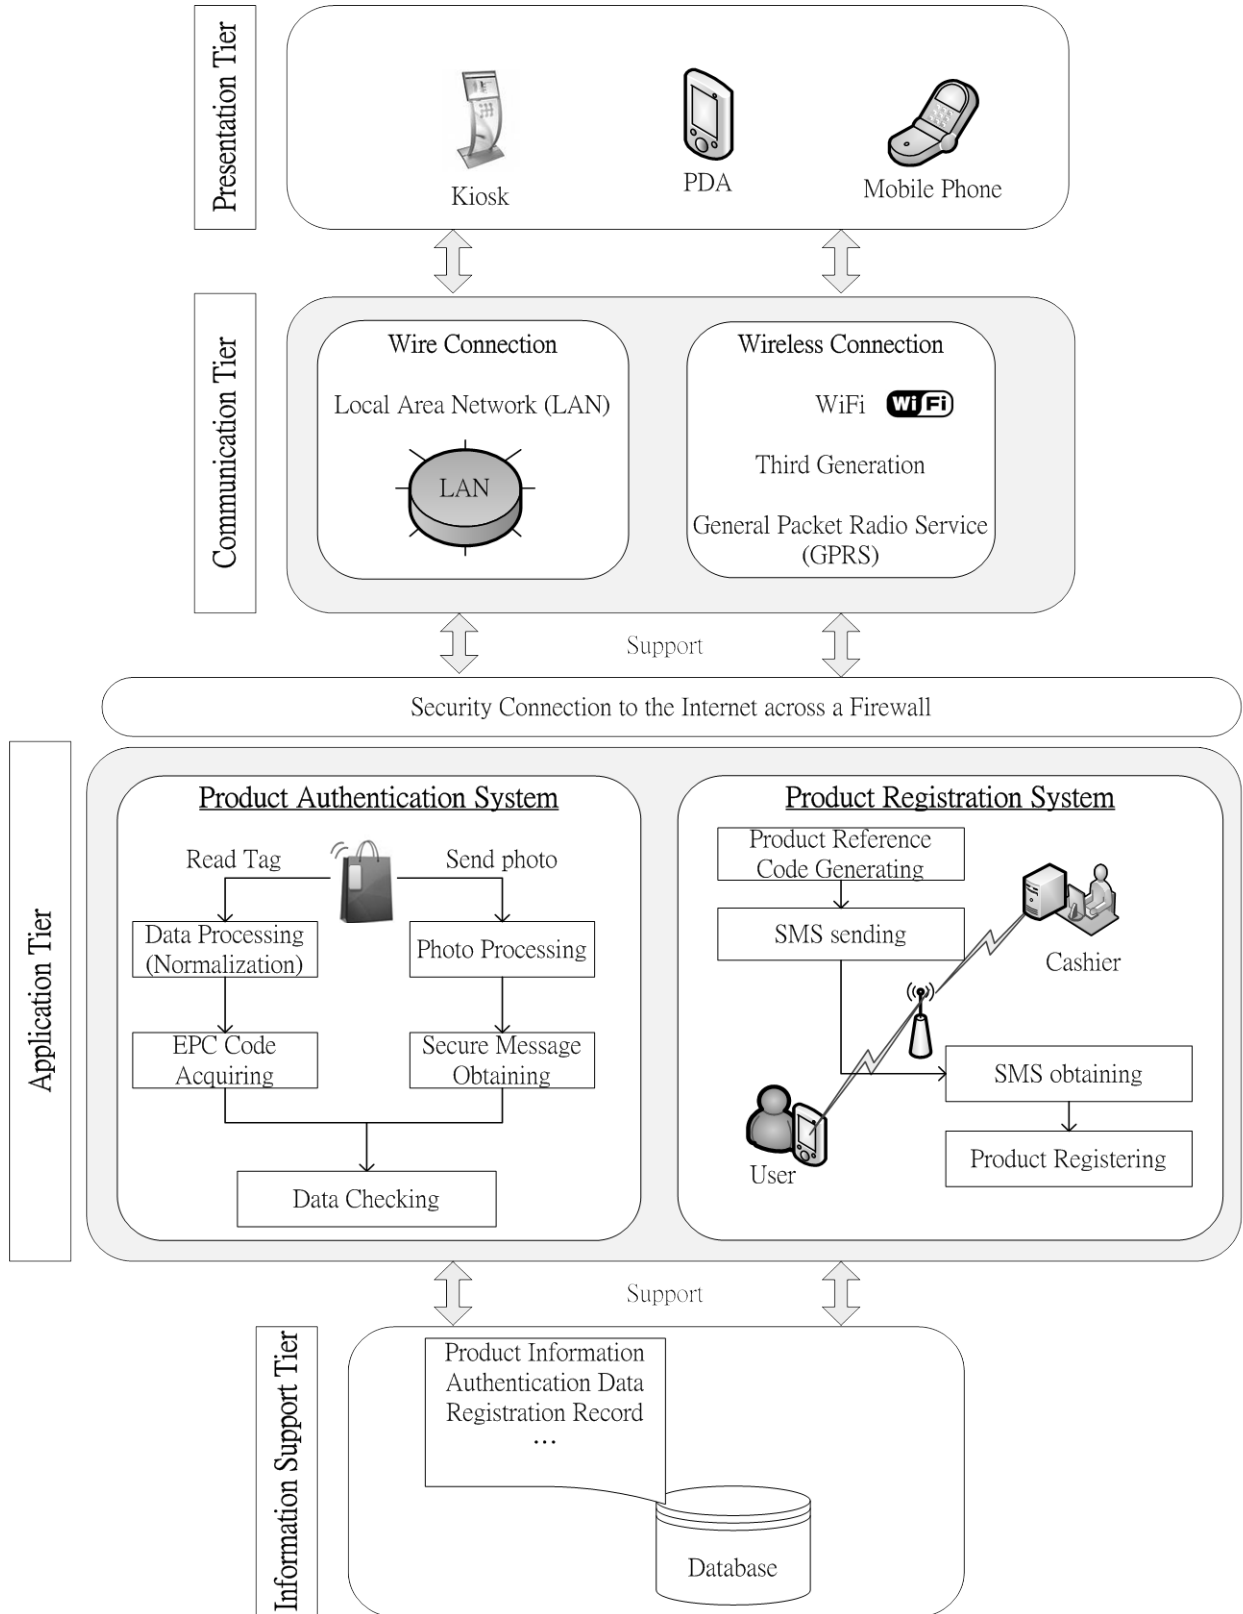 Presentation Tier
Kiosk
PDA
Mobile Phone
Communication Tier
Wire Connection
Local Area Network (LAN)
LAN
Wireless Connection
WiFi
Wi Fi
Third Generation
General Packet Radio Service
(GPRS)
Support
Security Connection to the Internet across a Firewall
Application Tier
Product Authentication System
Read Tag
Send photo
Data Processing
(Normalization)
Photo Processing
EPC Code
Acquiring
Secure Message
Obtaining
Data Checking
Product Registration System
Product Reference
Code Generating
SMS sending
Cashier
SMS obtaining
User
Product Registering
Support
Information Support Tier
Product Information
Authentication Data
Registration Record
...
Database